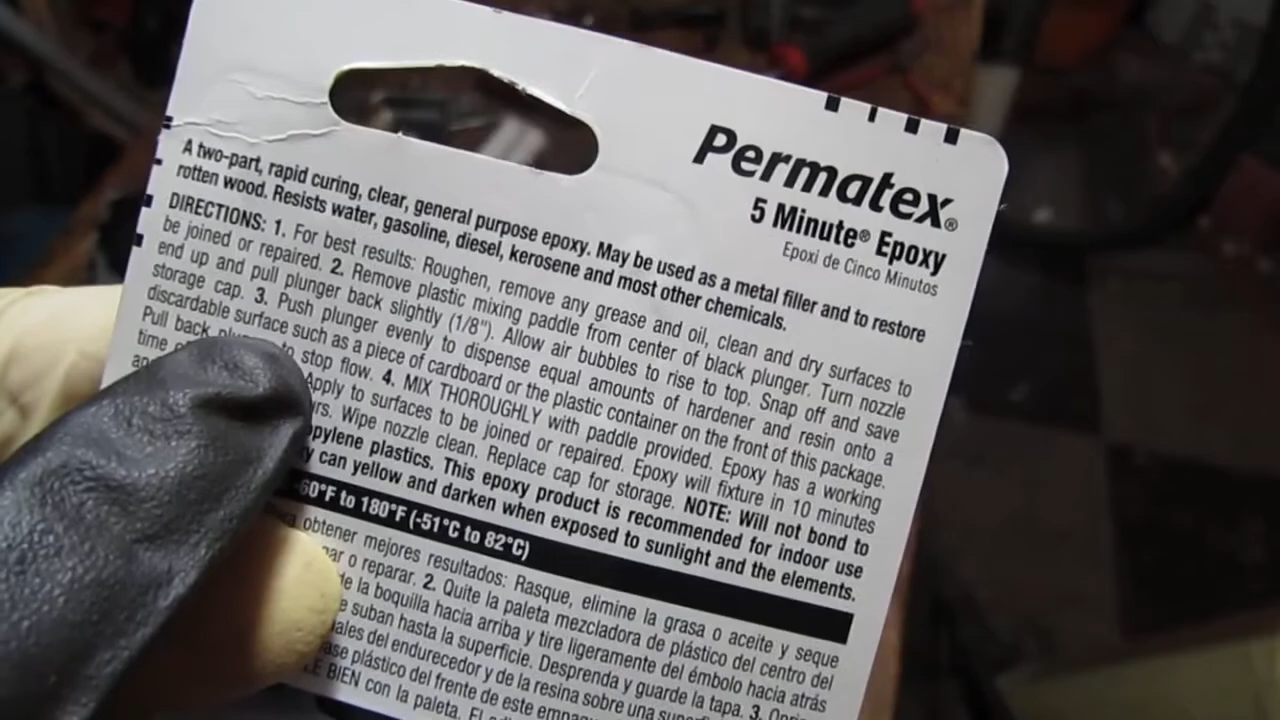 Permatex®
5 Minute® Epoxy
Epoxi de Cinco Minutos
A two-part, rapid curing, clear, general purpose epoxy. May be used as a metal filler and to restore
rotten wood. Resists water, gasoline, diesel, kerosene and most other chemicals.
DIRECTIONS: 1. For best results: Roughen, remove any grease and oil, clean and dry surfaces to
be joined or repaired. 2. Remove plastic mixing paddle from center of black plunger. Turn nozzle
end up and pull plunger back slightly (1/8"). Allow air bubbles to rise to top. Snap off and save
storage cap. 3. Push plunger evenly to dispense equal amounts of hardener and resin onto a
discardable surface such as a piece of cardboard or the plastic container on the front of this package.
Pull back to stop flow. 4. MIX THOROUGHLY with paddle provided. Epoxy has a working
time Apply to surfaces to be joined or repaired. Epoxy will fixture in 10 minutes
Wipe nozzle clean. Replace cap for storage. NOTE: Will not bond to
plastics. This epoxy product is recommended for indoor use
can yellow and darken when exposed to sunlight and the elements.
-60°F to 180°F (-51°C to 82°C)
obtener mejores resultados: Rasque, elimine la grasa o aceite y seque
o reparar. 2. Quite la paleta mezcladora de plástico del centro del
de la boquilla hacia arriba y tire ligeramente del émbolo hacia atrás
suban hasta la superficie. Desprenda y guarde la tapa. 3.
del endurecedor y de la resina sobre una
plástico del frente de este
BIEN con la paleta. El